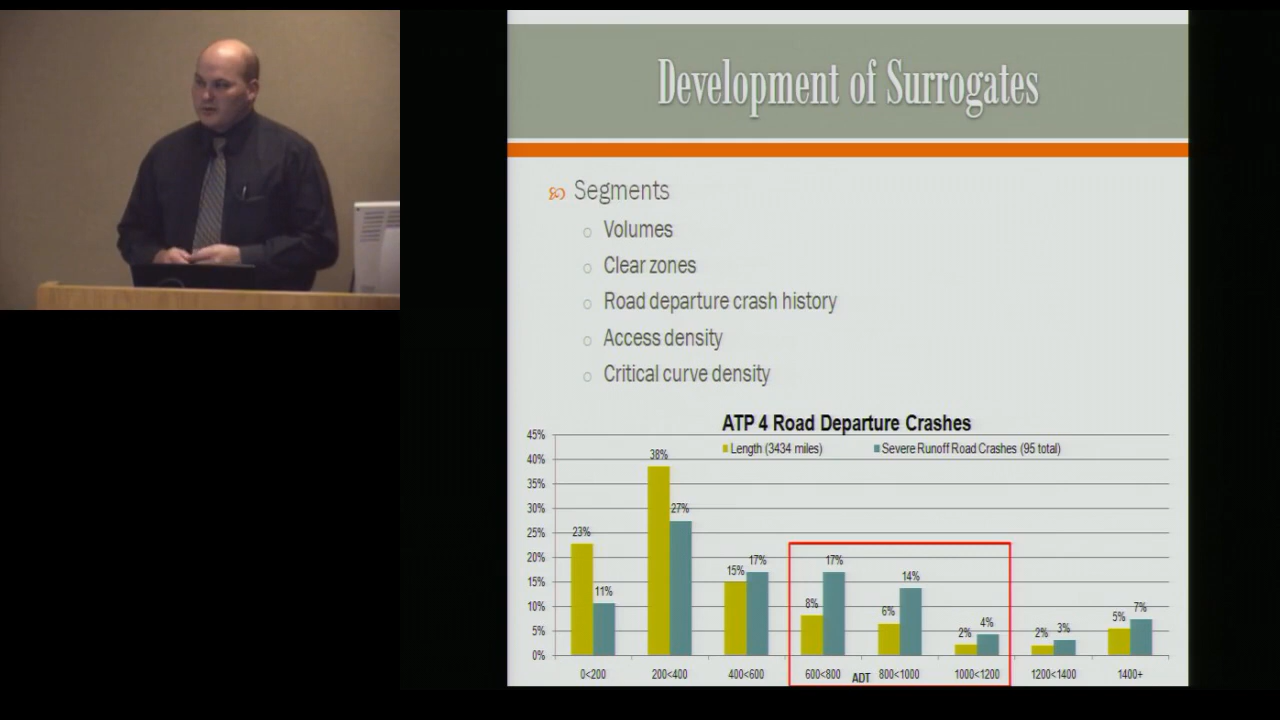 Development of Surrogates
Segments
Volumes
Clear zones
Road departure crash history
Access density
Critical curve density
ATP 4 Road Departure Crashes
Length (3434 miles) Severe Runoff Road Crashes (95 total)
45%
40%
35%
30%
25%
20%
15%
10%
5%
0%
23% 11% 38% 27% 15% 17% 8% 17% 6% 14% 2% 4% 2% 3% 5% 7%
0<200 200<400 400<600 600<800 800<1000 1000<1200 1200<1400 1400+
ADT